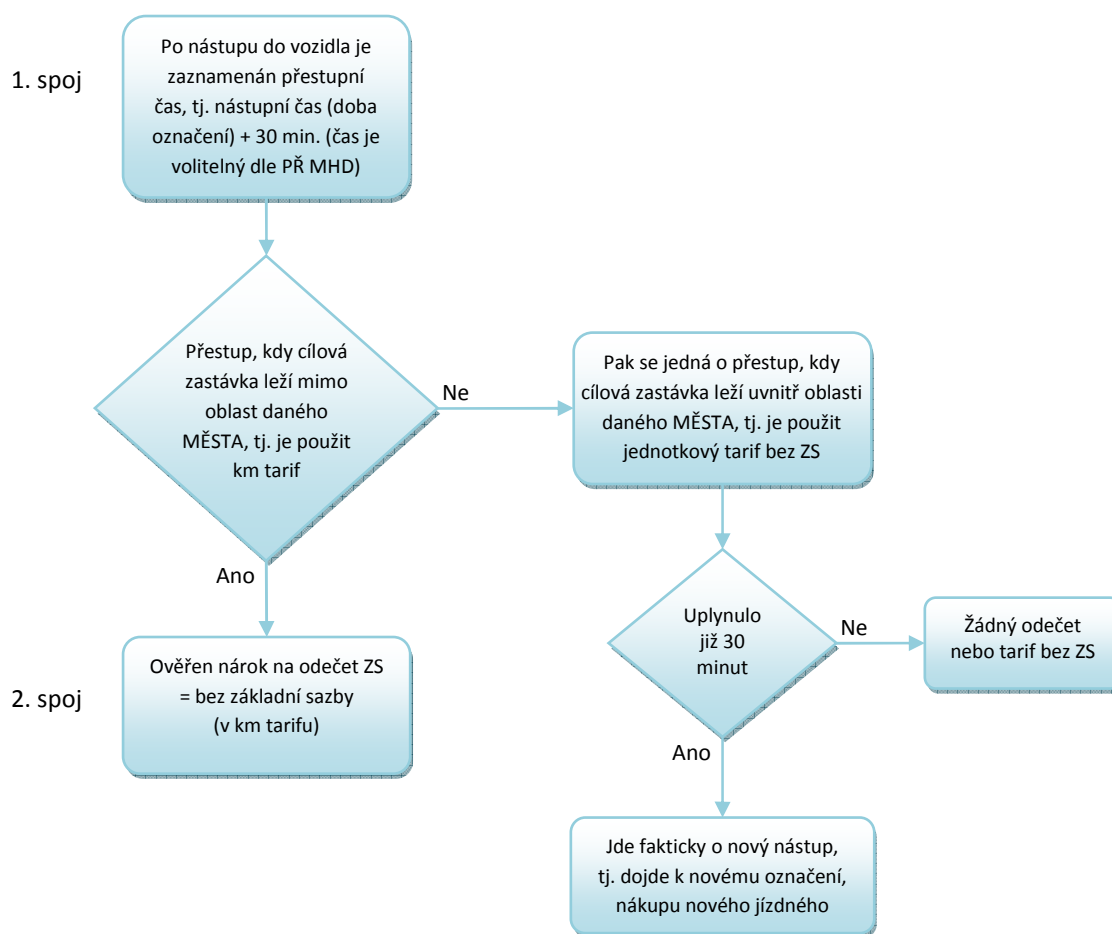 1. spoj
Po nástupu do vozidla je
zaznamenán přestupní
čas, tj. nástupní čas (doba
označení) + 30 min. (čas je
volitelný dle PŘ MHD)
Přestup, kdy cílová
zastávka leží mimo
oblast daného
MĚSTA, tj. je použit
km tarif
Ne
Pak se jedná o přestup, kdy
cílová zastávka leží uvnitř oblasti
daného MĚSTA, tj. je použit
jednotkový tarif bez ZS
Ano
Uplynulo
již 30
minut
Ne
Žádný odečet
nebo tarif bez ZS
2. spoj
Ověřen nárok na odečet ZS
= bez základní sazby
(v km tarifu)
Ano
Jde fakticky o nový nástup,
tj. dojde k novému označení,
nákupu nového jízdného